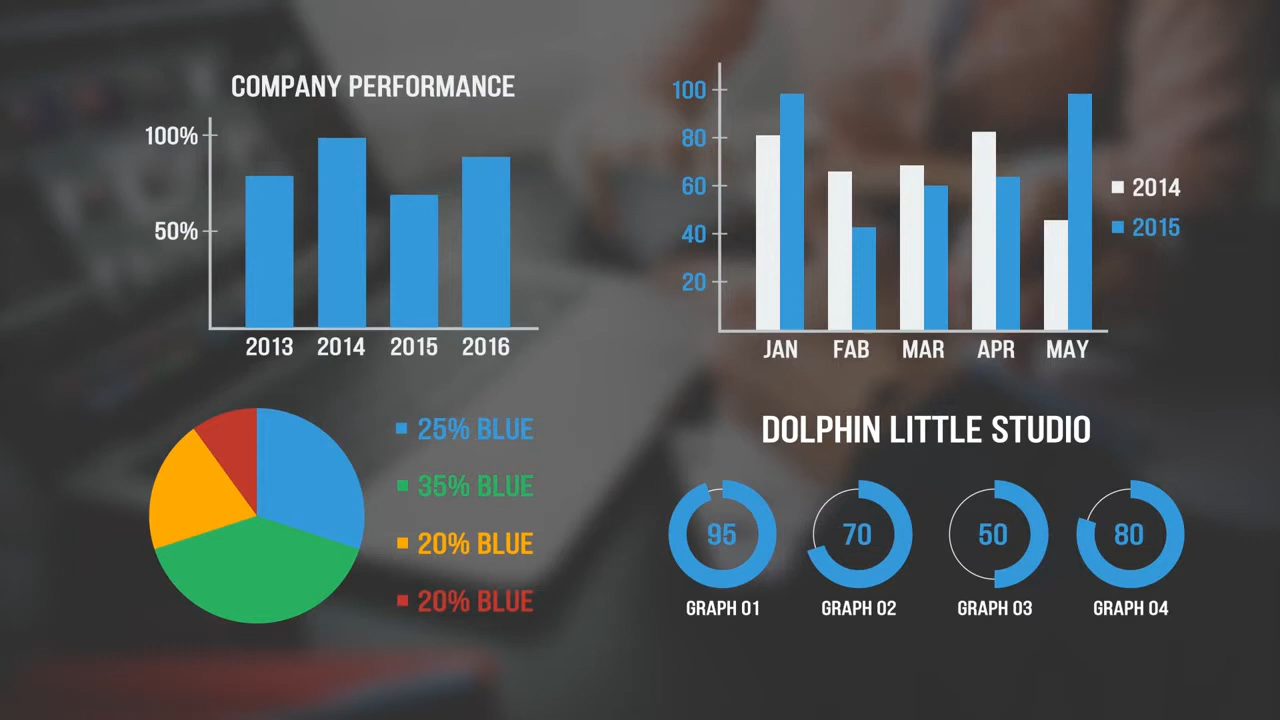 COMPANY PERFORMANCE
100%
50%
2013 2014 2015 2016
100
80
60
40
20
JAN FAB MAR APR MAY
2014
2015
25% BLUE
35% BLUE
20% BLUE
20% BLUE
DOLPHIN LITTLE STUDIO
95 70 50 80
GRAPH 01 GRAPH 02 GRAPH 03 GRAPH 04